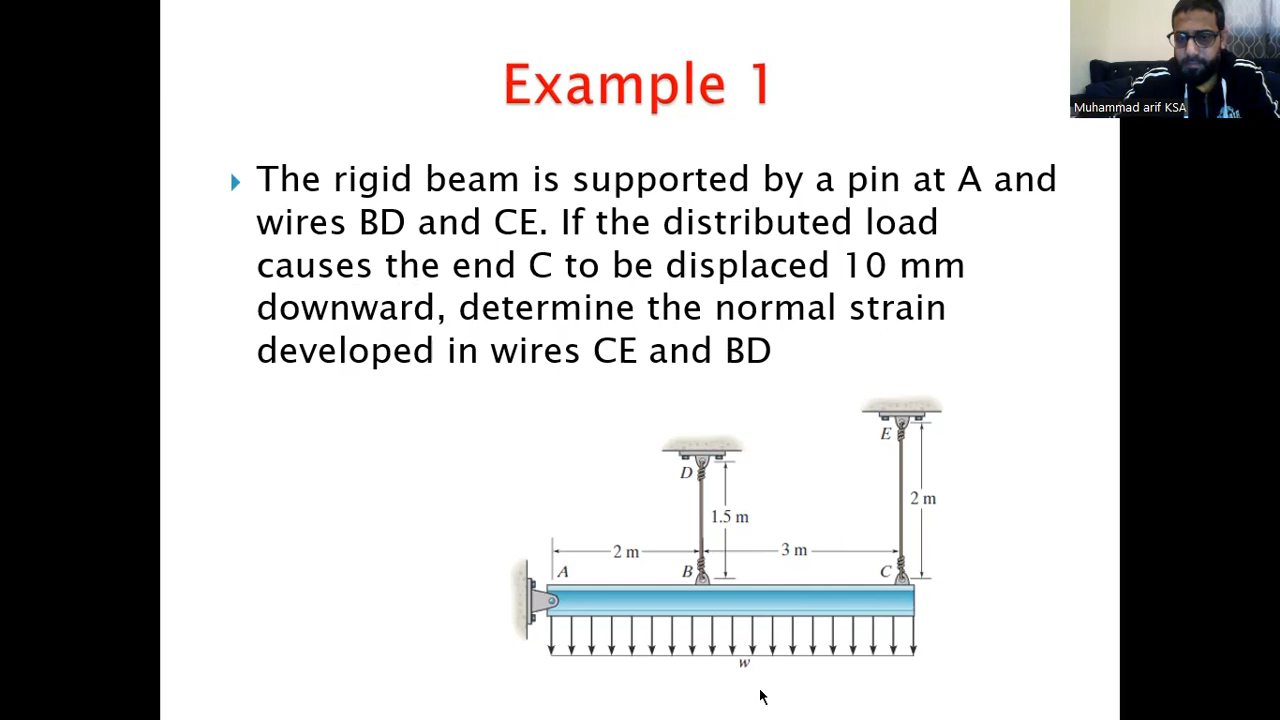 Example 1
Muhammad arif KSA
The rigid beam is supported by a pin at A and
wires BD and CE. If the distributed load
causes the end C to be displaced 10 mm
downward, determine the normal strain
developed in wires CE and BD
E
D
2 m
1.5 m
2 m
3 m
A
B
C
w